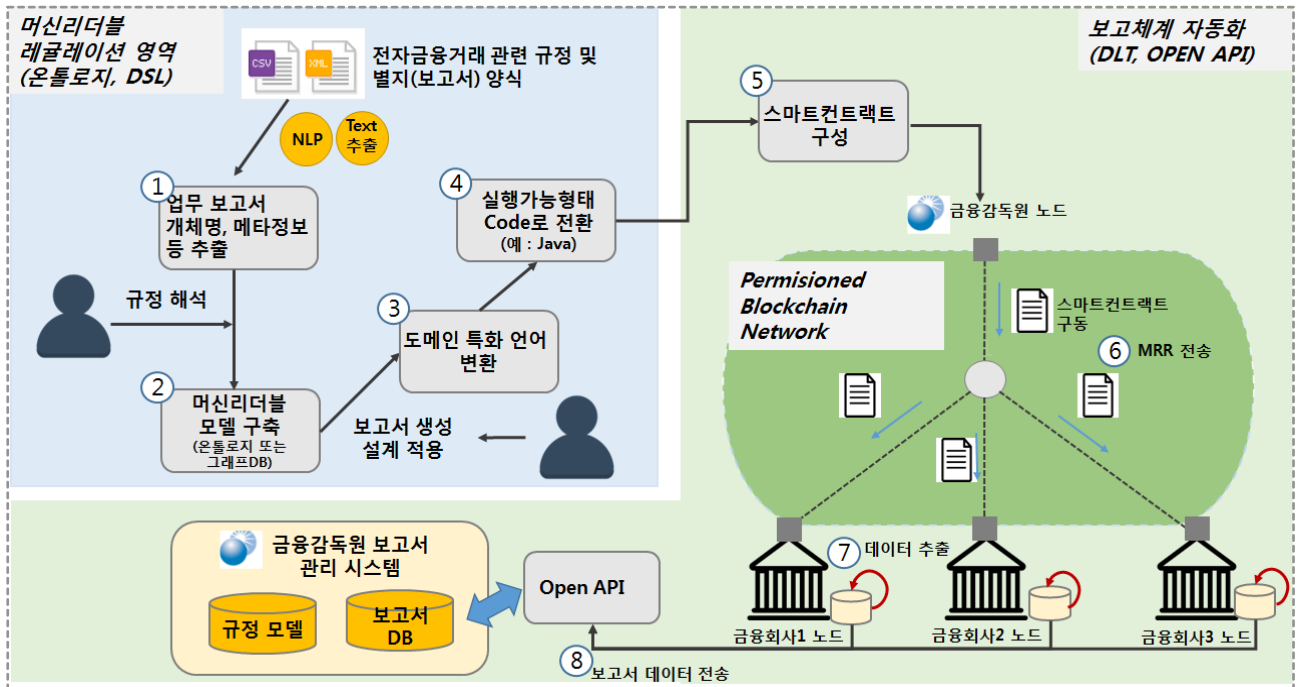 머신리더블
레귤레이션 영역
(온톨로지, DSL)
CSV
XML
전자금융거래 관련 규정 및
별지(보고서) 양식
NLP
Text
추출
1
업무 보고서
개체명, 메타정보
등 추출
규정 해석
2
머신리더블
모델 구축
(온톨로지 또는
그래프DB)
3
도메인 특화 언어
변환
보고서 생성
설계 적용
4
실행가능형태
Code로 전환
(예 : Java)
보고체계 자동화
(DLT, OPEN API)
5
스마트컨트랙트
구성
금융감독원 노드
Permisioned
Blockchain
Network
스마트컨트랙트
구동
6 MRR 전송
7 데이터 추출
금융회사1 노드
금융회사2 노드
금융회사3 노드
8 보고서 데이터 전송
Open API
금융감독원 보고서
관리 시스템
규정 모델
보고서
DB